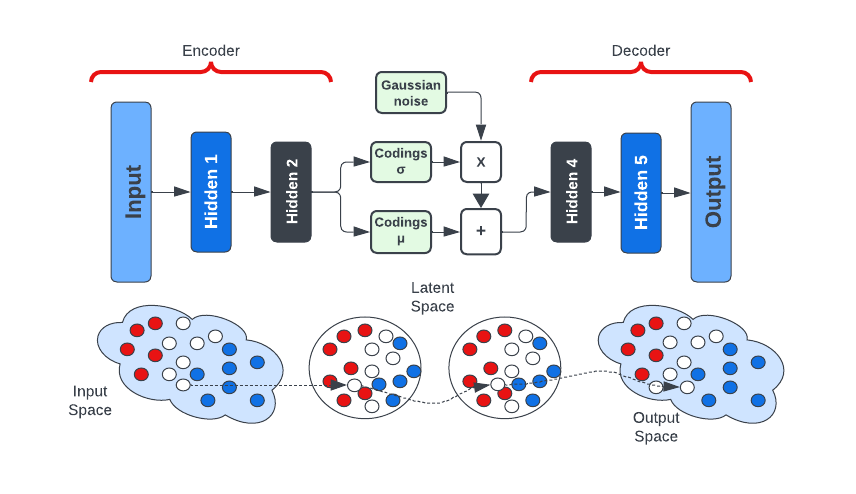 Encoder
Decoder
Gaussian
noise
Input
Hidden 1
Hidden 2
Codings
σ
X
Codings
μ
+
Hidden 4
Hidden 5
Output
Latent
Space
Input
Space
Output
Space